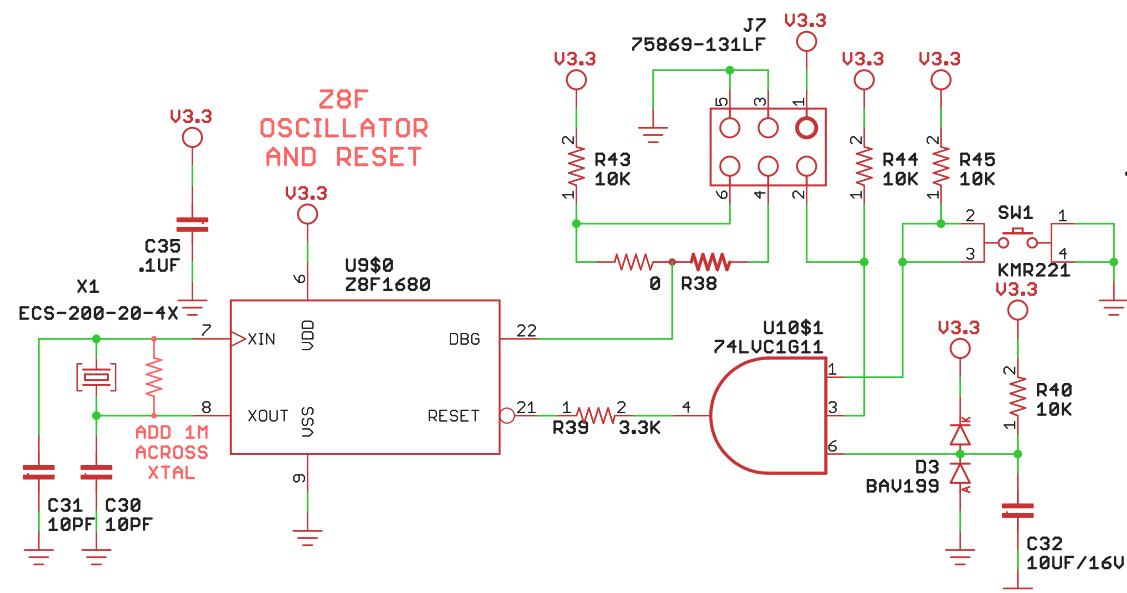 J7
75869-131LF
V3.3
V3.3
V3.3
V3.3
Z8F
OSCILLATOR
AND RESET
V3.3
5
3
1
2
R43
10K
1
6
4
2
2
R44
10K
1
2
R45
10K
1
V3.3
C35
.1UF
SW1
2
1
3
4
KMR221
V3.3
0
R38
X1
ECS-200-20-4X
6
U9$0
Z8F1680
7
XIN
VDD
DBG
22
8
XOUT
VSS
RESET
21
9
1
2
R39
3.3K
4
U10$1
74LVC1G11
1
3
6
V3.3
2
R40
10K
1
K
A
D3
BAV199
ADD 1M
ACROSS
XTAL
C31
10PF
C30
10PF
C32
10UF/16V